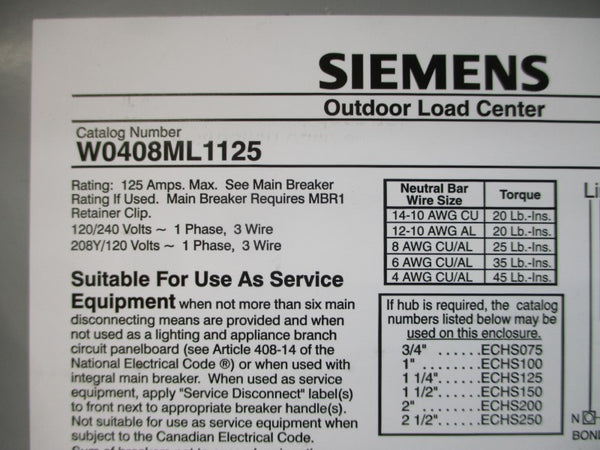 SIEMENS
Outdoor Load Center
Catalog Number
W0408ML1125
Rating: 125 Amps. Max. See Main Breaker
Rating If Used. Main Breaker Requires MBR1
Retainer Clip.
120/240 Volts ~ 1 Phase, 3 Wire
208Y/120 Volts ~ 1 Phase, 3 Wire
Suitable For Use As Service
Equipment when not more than six main
disconnecting means are provided and when
not used as a lighting and appliance branch
circuit panelboard (see Article 408-14 of the
National Electrical Code ®) or when used with
integral main breaker. When used as service
equipment, apply "Service Disconnect" label(s)
to front next to appropriate breaker handle(s).
Not suitable for use as service equipment when
subject to the Canadian Electrical Code.
Neutral Bar Torque
Wire Size
14-10 AWG CU 20 Lb.-Ins.
12-10 AWG AL 20 Lb.-Ins.
8 AWG CU/AL 25 Lb.-Ins.
6 AWG CU/AL 35 Lb.-Ins.
4 AWG CU/AL 45 Lb.-Ins.
If hub is required, the catalog
numbers listed below may be
used on this enclosure.
3/4" ......ECHS075
1" ......ECHS100
1 1/4"......ECHS125
1 1/2"......ECHS150
2" ......ECHS200
2 1/2"......ECHS250
Li
N
BON